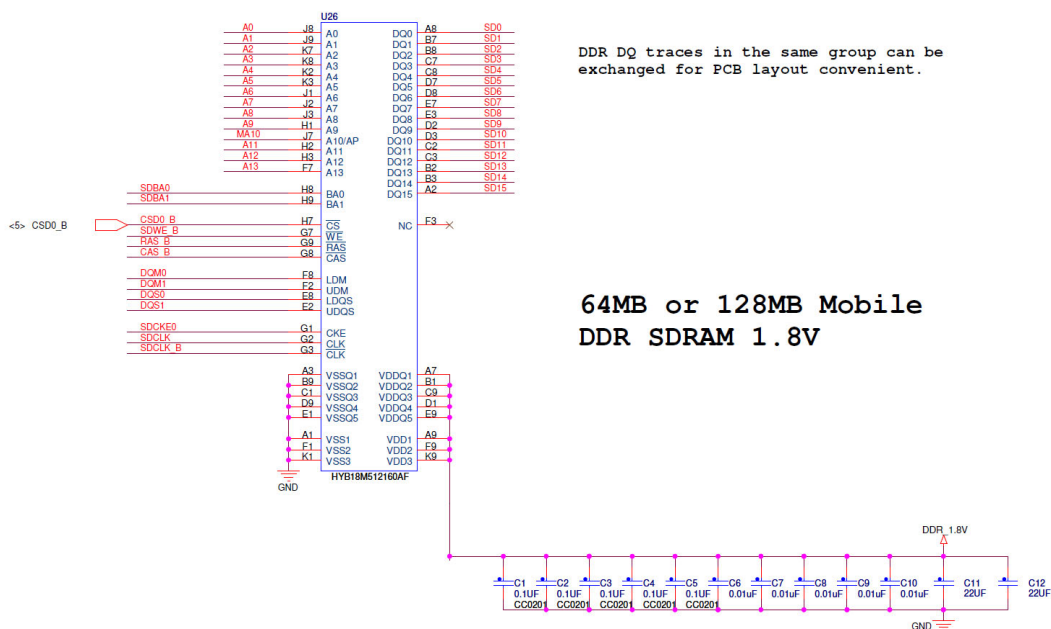 U26
A0 J8 A0 DQ0 A8 SD0
A1 J9 A1 DQ1 B7 SD1
A2 K7 A2 DQ2 B8 SD2
A3 K8 A3 DQ3 C7 SD3
A4 K2 A4 DQ4 C8 SD4
A5 K3 A5 DQ5 D7 SD5
A6 J1 A6 DQ6 D8 SD6
A7 J2 A7 DQ7 E7 SD7
A8 J3 A8 DQ8 E3 SD8
A9 H1 A9 DQ9 D2 SD9
MA10 J7 A10/AP DQ10 D3 SD10
A11 H2 A11 DQ11 C2 SD11
A12 H3 A12 DQ12 C3 SD12
A13 F7 A13 DQ13 B2 SD13
DQ14 B3 SD14
DQ15 A2 SD15
DDR DQ traces in the same group can be
exchanged for PCB layout convenient.
SDBA0 H8 BA0
SDBA1 H9 BA1
<5> CSD0_B CSD0_B H7 CS NC F3
SDWE_B G7 WE
RAS_B G9 RAS
CAS_B G8 CAS
DQM0 F8 LDM
DQM1 F2 UDM
DQS0 E8 LDQS
DQS1 E2 UDQS
SDCKE0 G1 CKE
SDCLK G2 CLK
SDCLK_B G3 CLK
64MB or 128MB Mobile
DDR SDRAM 1.8V
A3 VSSQ1 VDDQ1 A7
B9 VSSQ2 VDDQ2 B1
C1 VSSQ3 VDDQ3 C9
D9 VSSQ4 VDDQ4 D1
E1 VSSQ5 VDDQ5 E9
A1 VSS1 VDD1 A9
F1 VSS2 VDD2 F9
K1 VSS3 VDD3 K9
GND
HYB18M512160AF
DDR_1.8V
C1 C2 C3 C4 C5 C6 C7 C8 C9 C10 C11 C12
0.1UF 0.1UF 0.1UF 0.1UF 0.1UF 0.01uF 0.01uF 0.01uF 0.01uF 0.01uF 22UF 22UF
CC0201 CC0201 CC0201 CC0201 CC0201
GND